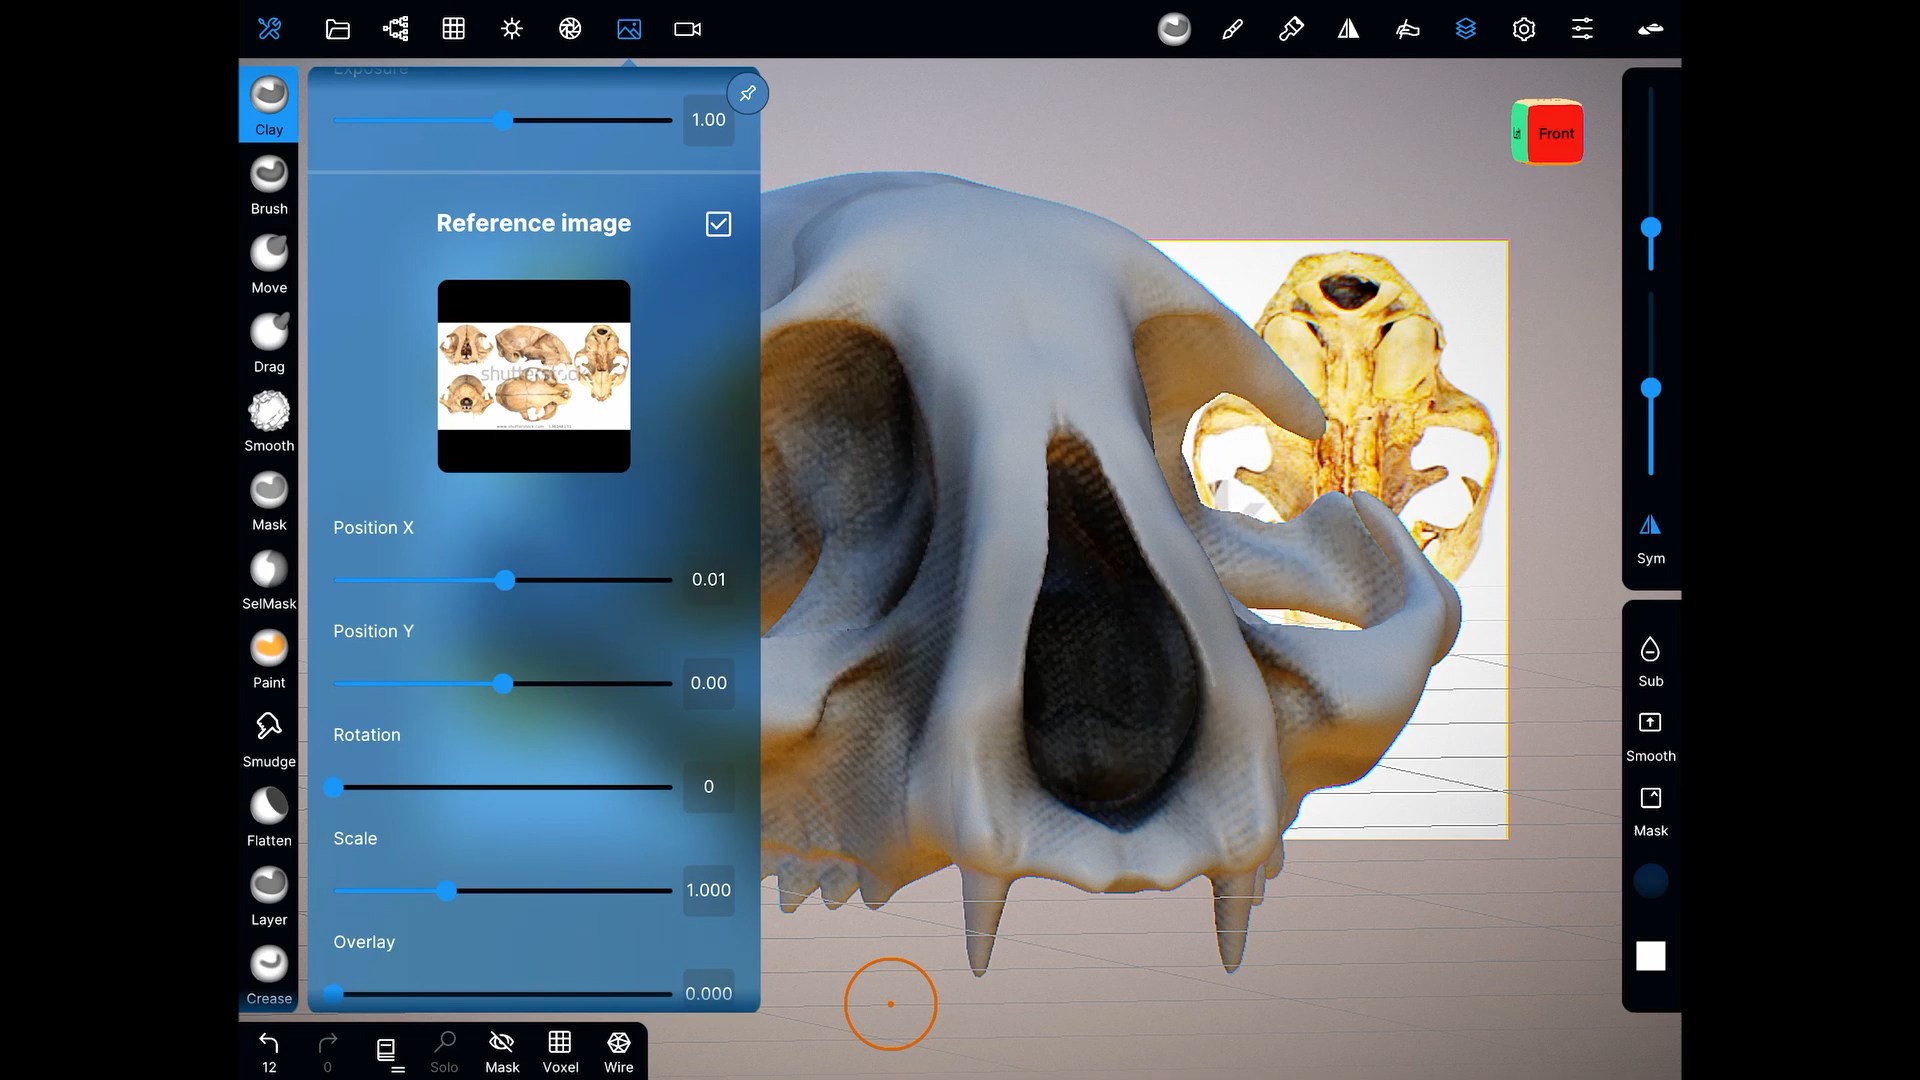 Exposure
1.00
Reference image
shutterstock
Position X
0.01
Position Y
0.00
Rotation
0
Scale
1.000
Overlay
0.000
Clay
Brush
Move
Drag
Smooth
Mask
SelMask
Paint
Smudge
Flatten
Layer
Crease
12
0
Solo
Mask
Voxel
Wire
Front
Sym
Sub
Smooth
Mask